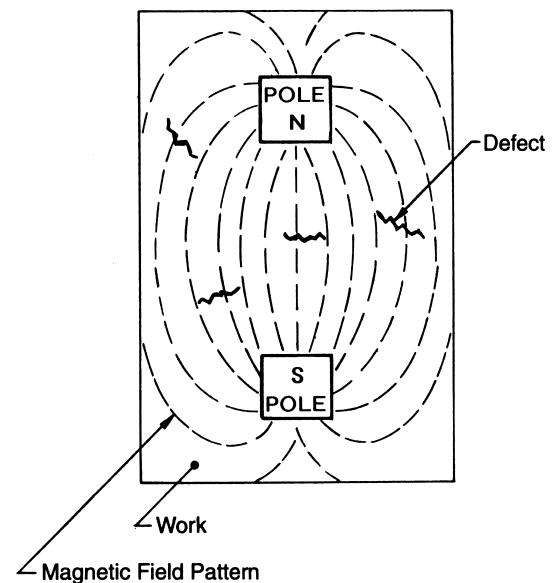 POLE
N
Defect
S
POLE
Work
Magnetic Field Pattern